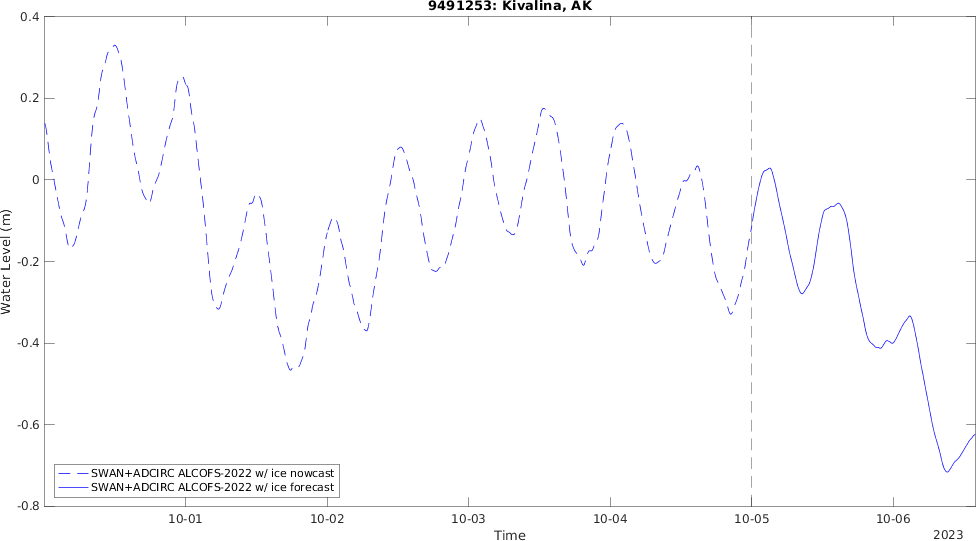 9491253: Kivalina, AK
0.4
0.2
0
-0.2
-0.4
-0.6
-0.8
Water Level (m)
SWAN+ADCIRC ALCOFS-2022 w/ ice nowcast
SWAN+ADCIRC ALCOFS-2022 w/ ice forecast
10-01 10-02 10-03 10-04 10-05 10-06
Time
2023